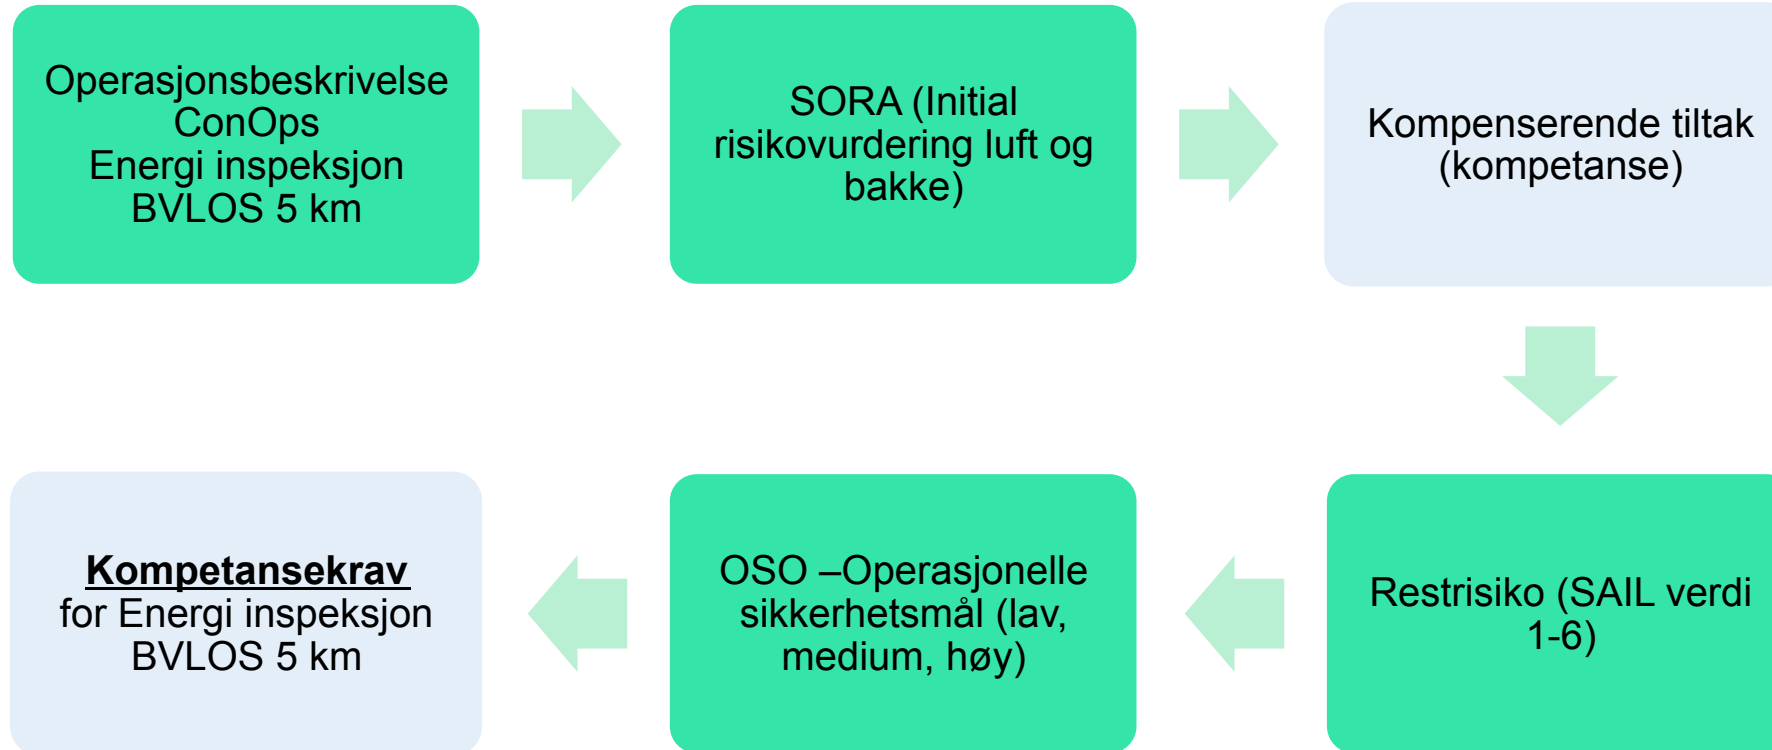 Operasjonsbeskrivelse
ConOps
Energi inspeksjon
BVLOS 5 km
SORA (Initial
risikovurdering luft og
bakke)
Kompenserende tiltak
(kompetanse)
Restrisiko (SAIL verdi
1-6)
OSO –Operasjonelle
sikkerhetsmål (lav,
medium, høy)
Kompetansekrav
for Energi inspeksjon
BVLOS 5 km